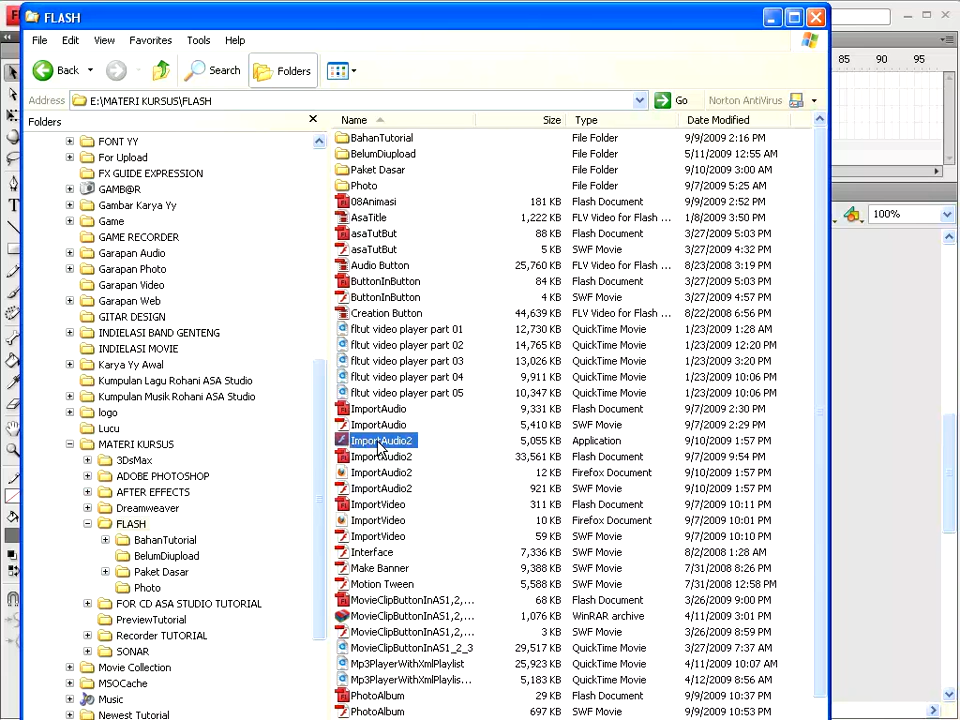 FLASH
File Edit View Favorites Tools Help
Back Search Folders
Address E:\MATERI KURSUS\FLASH Go Norton AntiVirus
Folders
FONT YY
For Upload
FX GUIDE EXPRESSION
GAMB@R
Gambar Karya Yy
Game
GAME RECORDER
Garapan Audio
Garapan Photo
Garapan Video
Garapan Web
GITAR DESIGN
INDIELASI BAND GENTENG
INDIELASI MOVIE
Karya Yy Awal
Kumpulan Lagu Rohani ASA Studio
Kumpulan Musik Rohani ASA Studio
logo
Lucu
MATERI KURSUS
3DsMax
ADOBE PHOTOSHOP
AFTER EFFECTS
Dreamweaver
FLASH
BahanTutorial
BelumDiupload
Paket Dasar
Photo
FOR CD ASA STUDIO TUTORIAL
PreviewTutorial
Recorder TUTORIAL
SONAR
Movie Collection
MSOCache
Music
Newest Tutorial
Name Size Type Date Modified
BahanTutorial File Folder 9/9/2009 2:16 PM
BelumDiupload File Folder 5/11/2009 12:55 AM
Paket Dasar File Folder 9/10/2009 3:00 AM
Photo File Folder 9/7/2009 5:25 AM
08Animasi 181 KB Flash Document 9/9/2009 2:52 PM
AsaTitle 1,222 KB FLV Video for Flash ... 1/8/2009 3:50 PM
asaTutBut 88 KB Flash Document 3/27/2009 5:03 PM
asaTutBut 5 KB SWF Movie 3/27/2009 4:32 PM
Audio Button 25,760 KB FLV Video for Flash ... 8/23/2008 3:19 PM
ButtonInButton 84 KB Flash Document 3/27/2009 5:03 PM
ButtonInButton 4 KB SWF Movie 3/27/2009 4:57 PM
Creation Button 44,639 KB FLV Video for Flash ... 8/22/2008 6:56 PM
fltut video player part 01 12,730 KB QuickTime Movie 1/23/2009 1:28 AM
fltut video player part 02 14,765 KB QuickTime Movie 1/23/2009 12:20 PM
fltut video player part 03 13,026 KB QuickTime Movie 1/23/2009 3:20 PM
fltut video player part 04 9,911 KB QuickTime Movie 1/23/2009 10:06 PM
fltut video player part 05 10,347 KB QuickTime Movie 1/23/2009 10:06 PM
ImportAudio 9,331 KB Flash Document 9/7/2009 2:30 PM
ImportAudio 5,410 KB SWF Movie 9/7/2009 2:29 PM
ImportAudio2 5,055 KB Application 9/10/2009 1:57 PM
ImportAudio2 33,561 KB Flash Document 9/7/2009 9:54 PM
ImportAudio2 12 KB Firefox Document 9/10/2009 1:57 PM
ImportAudio2 921 KB SWF Movie 9/10/2009 1:57 PM
ImportVideo 311 KB Flash Document 9/7/2009 10:11 PM
ImportVideo 10 KB Firefox Document 9/7/2009 10:01 PM
ImportVideo 59 KB SWF Movie 9/7/2009 10:10 PM
Interface 7,336 KB SWF Movie 8/2/2008 1:28 AM
Make Banner 9,388 KB SWF Movie 7/31/2008 8:26 PM
Motion Tween 5,588 KB SWF Movie 7/31/2008 12:58 PM
MovieClipButtonInAS1,2,... 68 KB Flash Document 3/26/2009 9:00 PM
MovieClipButtonInAS1,2,... 1,076 KB WinRAR archive 4/11/2009 3:01 PM
MovieClipButtonInAS1,2,... 3 KB SWF Movie 3/26/2009 8:59 PM
MovieClipButtonInAS1_2_3 29,517 KB QuickTime Movie 3/27/2009 7:37 AM
Mp3PlayerWithXmlPlaylist 25,923 KB QuickTime Movie 4/11/2009 10:07 AM
Mp3PlayerWithXmlPlaylis... 5,183 KB QuickTime Movie 4/12/2009 8:56 AM
PhotoAlbum 29 KB Flash Document 9/9/2009 10:37 PM
PhotoAlbum 697 KB SWF Movie 9/9/2009 10:53 PM
85 90 95
100%